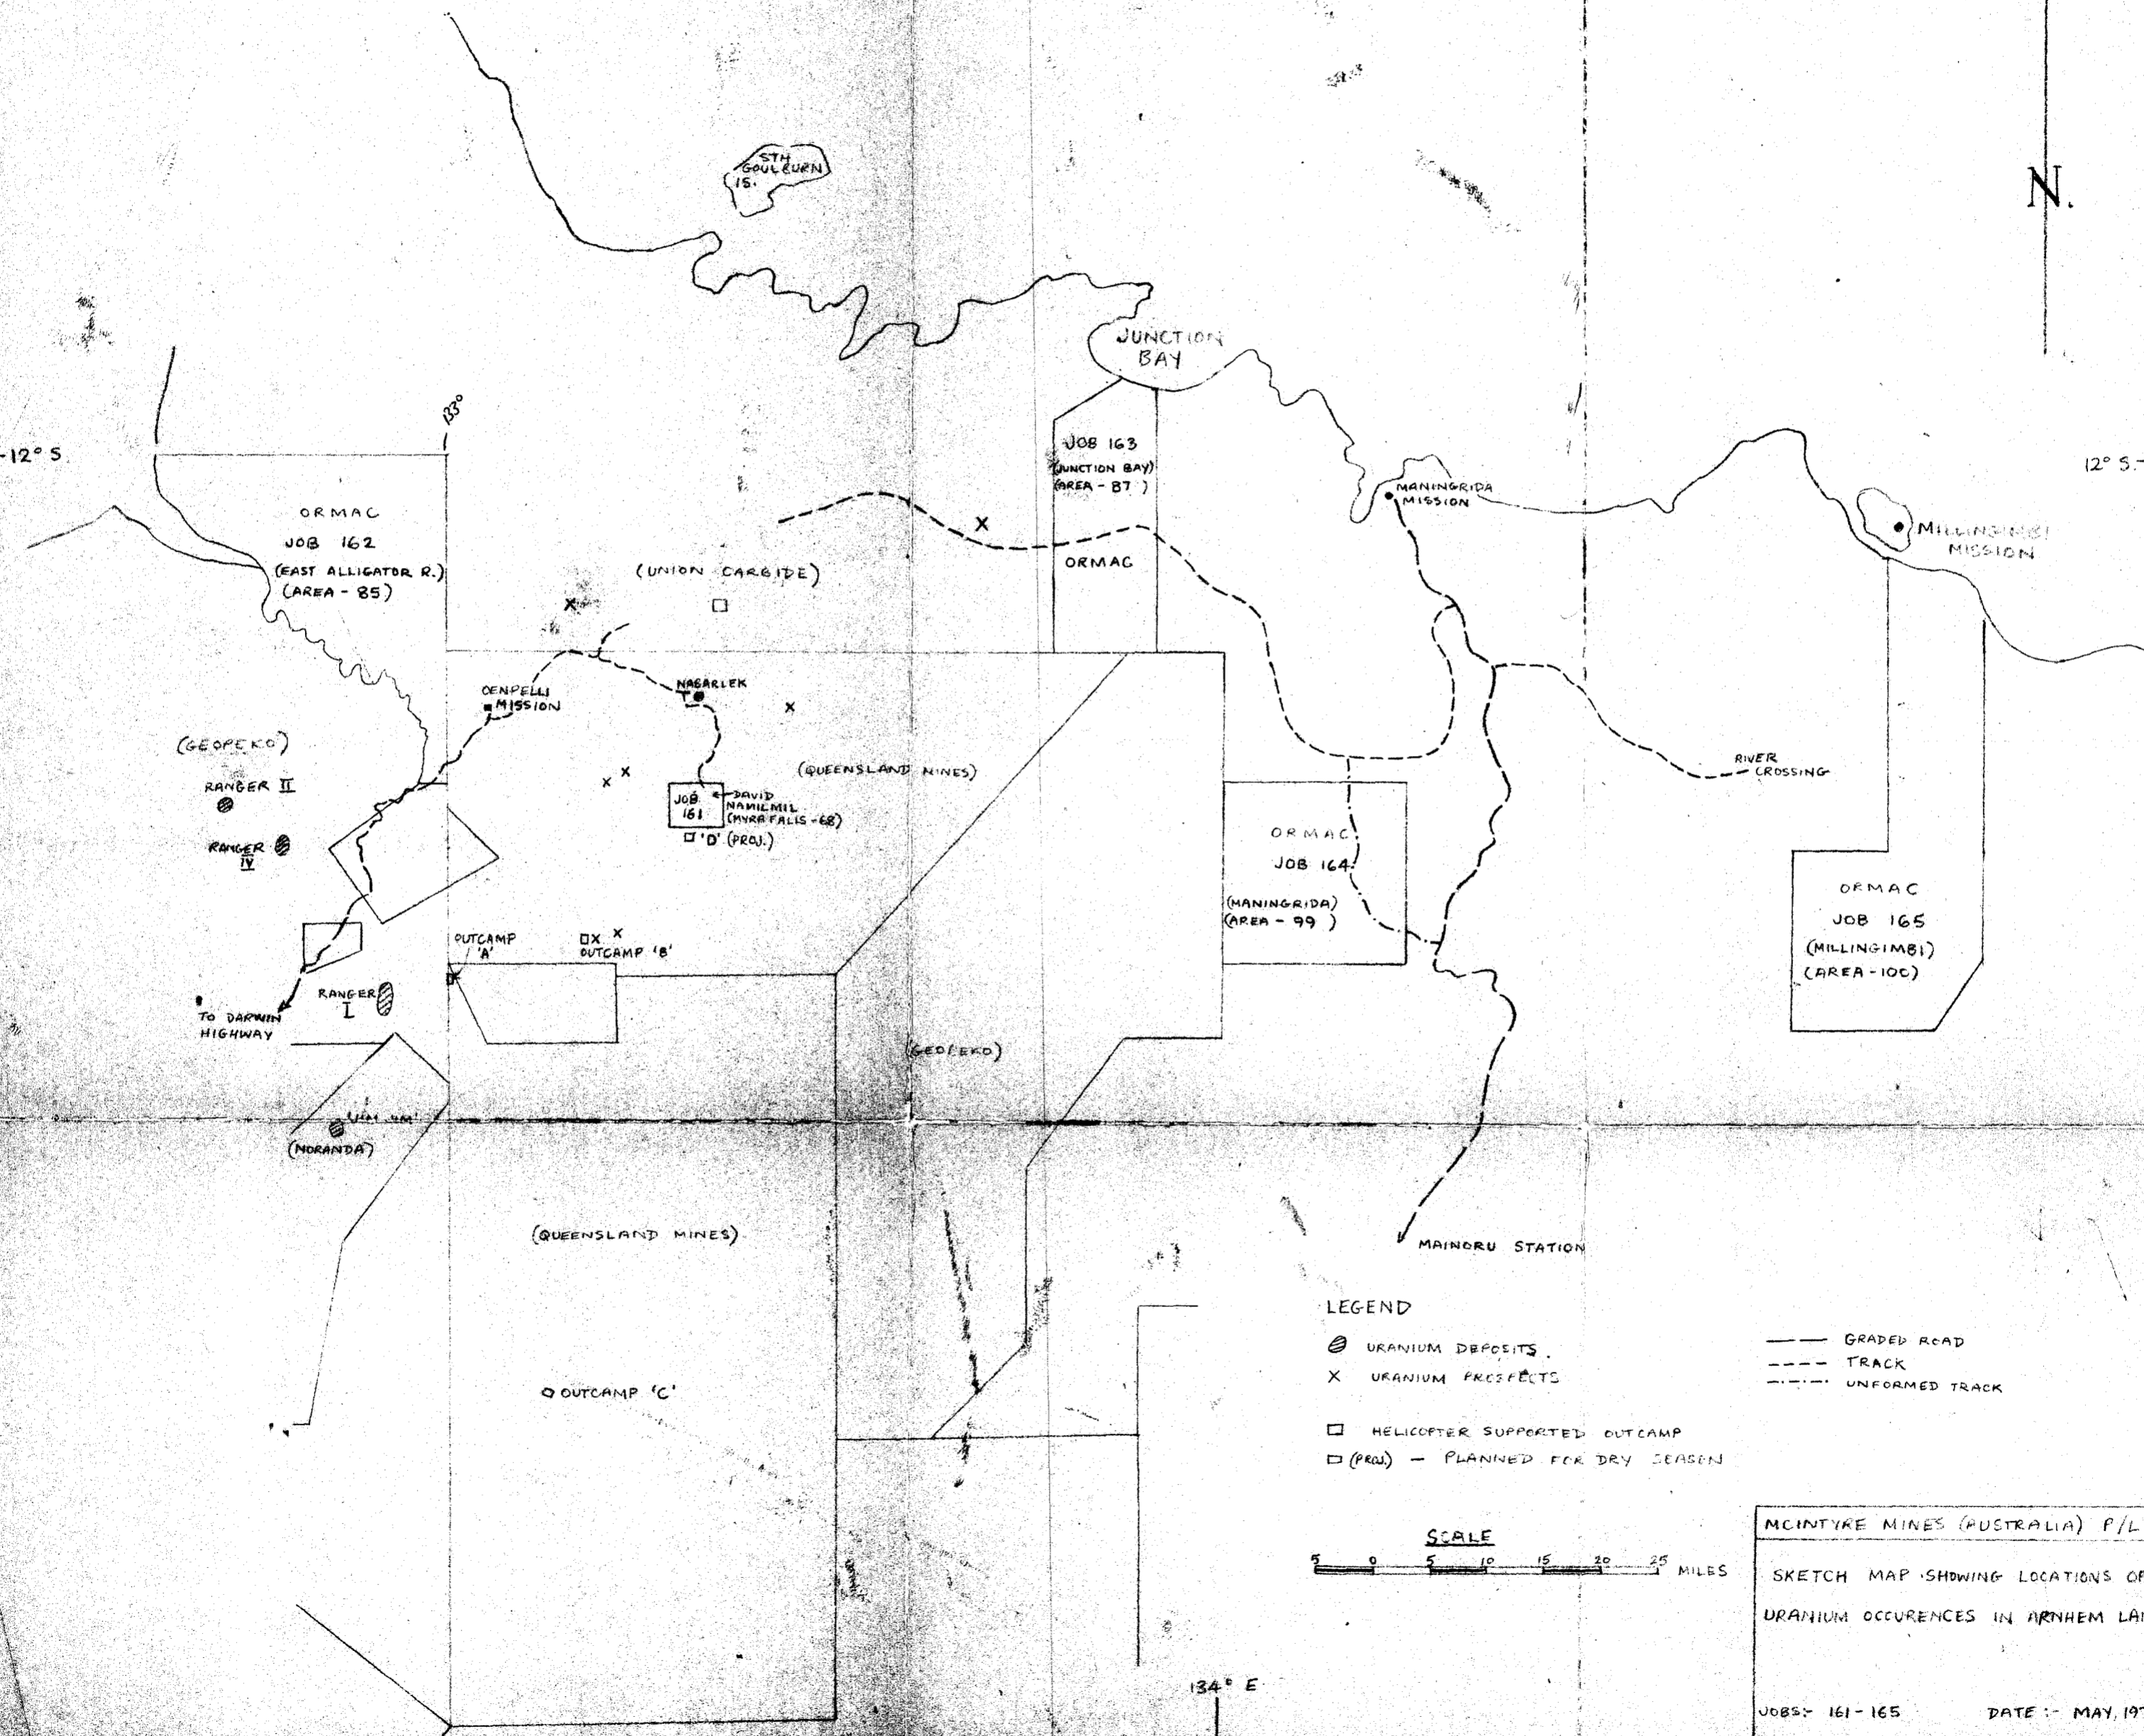 STH
GOULBURN
IS.
N.
JUNCTION
BAY
133°
12° S
12° S.
JOB 163
(JUNCTION BAY)
(AREA - 87 )
ORMAC
MANINGRIDA
MISSION
MILLINGIMBI
MISSION
ORMAC
JOB 162
(EAST ALLIGATOR R.)
(AREA - 85)
(UNION CARBIDE)
OENPELLI
MISSION
NABARLEK
(GEOPEKO)
RANGER II
RANGER
IV
(QUEENSLAND MINES)
JOB
161
DAVID
NAMILMIL
(MYRA FALLS - 68)
'D' (PROJ.)
RIVER
CROSSING
ORMAC
JOB 164
(MANINGRIDA)
(AREA - 99 )
ORMAC
JOB 165
(MILLINGIMBI)
(AREA - 100)
OUTCAMP
'A'
OUTCAMP 'B'
RANGER
I
TO DARWIN
HIGHWAY
(GEOPEKO)
(NORANDA)
(QUEENSLAND MINES)
MAINORU STATION
OUTCAMP 'C'
LEGEND
URANIUM DEPOSITS.
X URANIUM PROSPECTS
HELICOPTER SUPPORTED OUTCAMP
(PROJ.) - PLANNED FOR DRY SEASON
GRADED ROAD
TRACK
UNFORMED TRACK
SCALE
5 0 5 10 15 20 25 MILES
MCINTYRE MINES (AUSTRALIA) P/L
SKETCH MAP SHOWING LOCATIONS OF
URANIUM OCCURENCES IN ARNHEM
134° E
JOBS:- 161 - 165 DATE :- MAY,